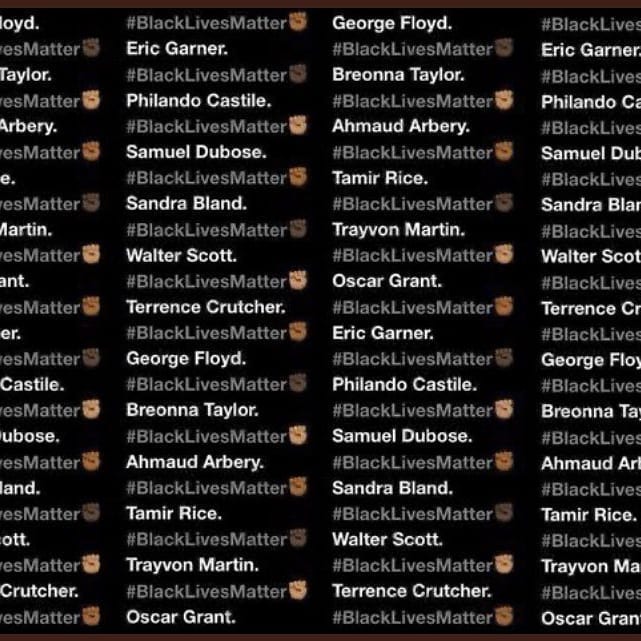 loyd.
vesMatter✊🏿
Taylor.
vesMatter✊🏽
Arbery.
vesMatter✊🏾
e.
vesMatter✊🏿
Martin.
vesMatter✊🏽
ant.
vesMatter✊🏾
er.
vesMatter✊🏿
Castile.
vesMatter✊🏽
ubose.
vesMatter✊🏾
land.
vesMatter✊🏿
ott.
vesMatter✊🏽
Crutcher.
vesMatter✊🏾
#BlackLivesMatter✊🏾
Eric Garner.
#BlackLivesMatter✊🏿
Philando Castile.
#BlackLivesMatter✊🏽
Samuel Dubose.
#BlackLivesMatter✊🏾
Sandra Bland.
#BlackLivesMatter✊🏿
Walter Scott.
#BlackLivesMatter✊🏽
Terrence Crutcher.
#BlackLivesMatter✊🏾
George Floyd.
#BlackLivesMatter✊🏿
Breonna Taylor.
#BlackLivesMatter✊🏽
Ahmaud Arbery.
#BlackLivesMatter✊🏾
Tamir Rice.
#BlackLivesMatter✊🏿
Trayvon Martin.
#BlackLivesMatter✊🏽
Oscar Grant.
George Floyd.
#BlackLivesMatter✊🏿
Breonna Taylor.
#BlackLivesMatter✊🏽
Ahmaud Arbery.
#BlackLivesMatter✊🏾
Tamir Rice.
#BlackLivesMatter✊🏿
Trayvon Martin.
#BlackLivesMatter✊🏽
Oscar Grant.
#BlackLivesMatter✊🏾
Eric Garner.
#BlackLivesMatter✊🏿
Philando Castile.
#BlackLivesMatter✊🏽
Samuel Dubose.
#BlackLivesMatter✊🏾
Sandra Bland.
#BlackLivesMatter✊🏿
Walter Scott.
#BlackLivesMatter✊🏽
Terrence Crutcher.
#BlackLivesMatter✊🏾
#BlackLives
Eric Garner.
#BlackLives
Philando Ca
#BlackLives
Samuel Dub
#BlackLives
Sandra Blan
#BlackLives
Walter Scot
#BlackLives
Terrence Cr
#BlackLives
George Floy
#BlackLives
Breonna Tay
#BlackLives
Ahmaud Arl
#BlackLives
Tamir Rice.
#BlackLives
Trayvon Ma
#BlackLives
Oscar Gran